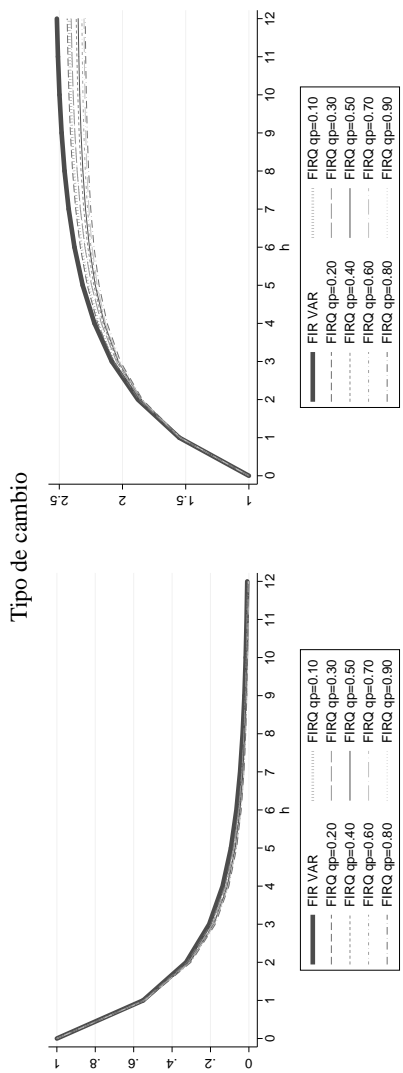 Tipo de cambio
1
.8
.6
.4
.2
0
0 1 2 3 4 5 6 7 8 9 10 11 12
h
FIR VAR FIRQ qp=0.10
FIRQ qp=0.20 FIRQ qp=0.30
FIRQ qp=0.40 FIRQ qp=0.50
FIRQ qp=0.60 FIRQ qp=0.70
FIRQ qp=0.80 FIRQ qp=0.90
2.5
2
1.5
1
0 1 2 3 4 5 6 7 8 9 10 11 12
h
FIR VAR FIRQ qp=0.10
FIRQ qp=0.20 FIRQ qp=0.30
FIRQ qp=0.40 FIRQ qp=0.50
FIRQ qp=0.60 FIRQ qp=0.70
FIRQ qp=0.80 FIRQ qp=0.90